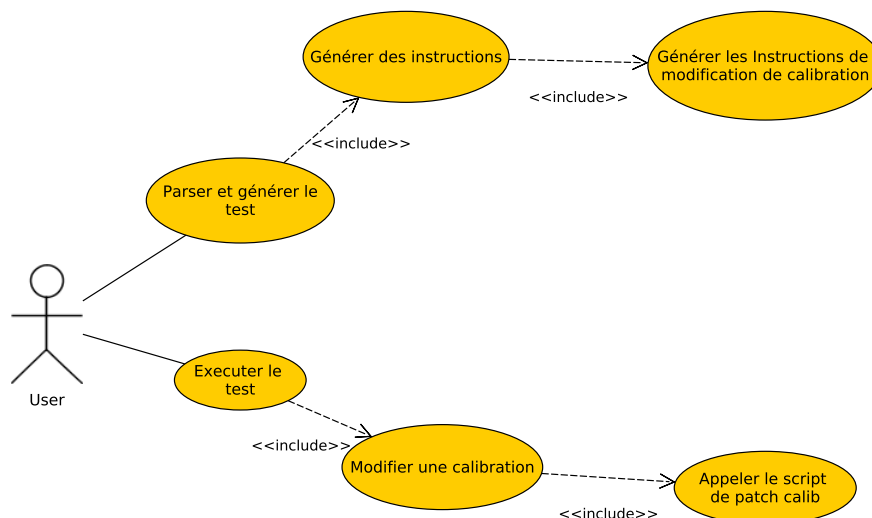 Générer des instructions
Générer les Instructions de
modification de calibration
<<include>>
<<include>>
Parser et générer le
test
User
Executer le
test
<<include>>
Modifier une calibration
Appeler le script
de patch calib
<<include>>